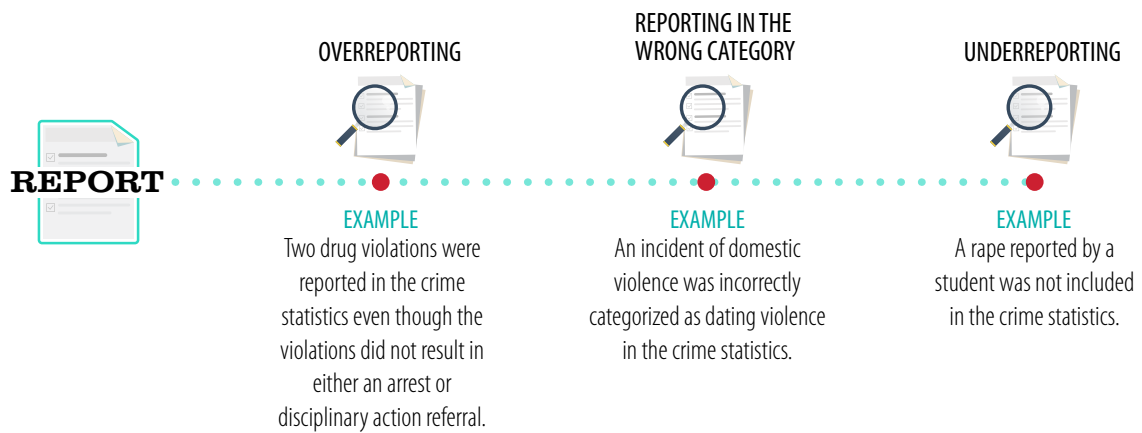 OVERREPORTING
REPORTING IN THE
WRONG CATEGORY
UNDERREPORTING
REPORT
EXAMPLE
Two drug violations were
reported in the crime
statistics even though the
violations did not result in
either an arrest or
disciplinary action referral.
EXAMPLE
An incident of domestic
violence was incorrectly
categorized as dating violence
in the crime statistics.
EXAMPLE
A rape reported by a
student was not included
in the crime statistics.